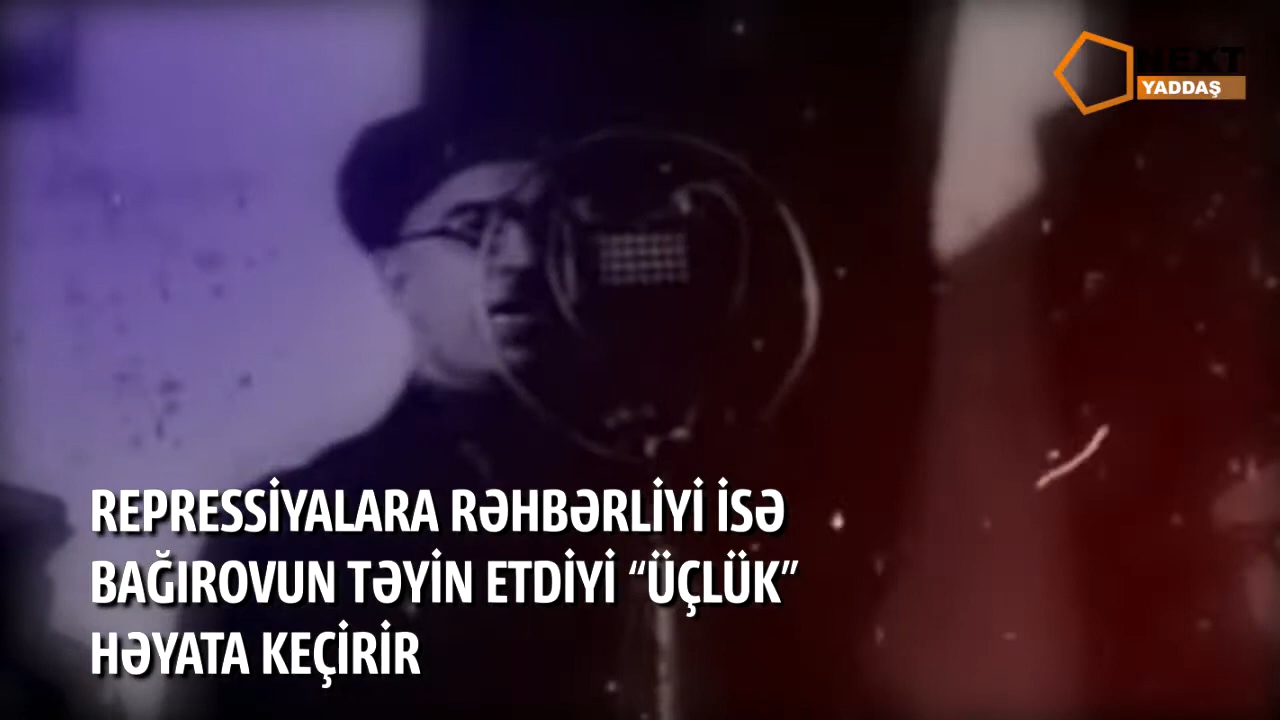 NEXT
YADDAŞ
REPRESSİYALARA RƏHBƏRLİYİ İSƏ
BAĞIROVUN TƏYİN ETDİYİ “ÜÇLÜK”
HƏYATA KEÇİRİR